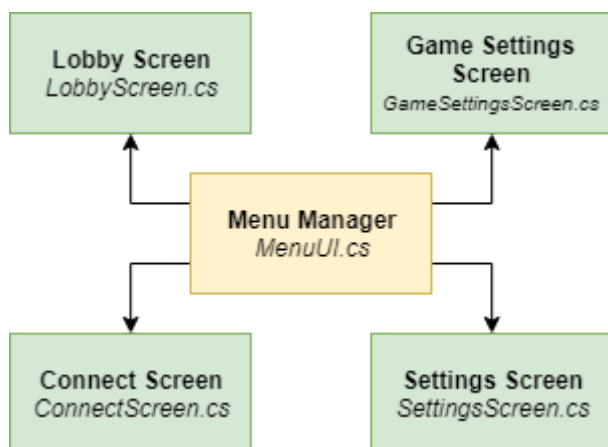 Lobby Screen
LobbyScreen.cs
Game Settings
Screen
GameSettingsScreen.cs
Menu Manager
MenuUI.cs
Connect Screen
ConnectScreen.cs
Settings Screen
SettingsScreen.cs